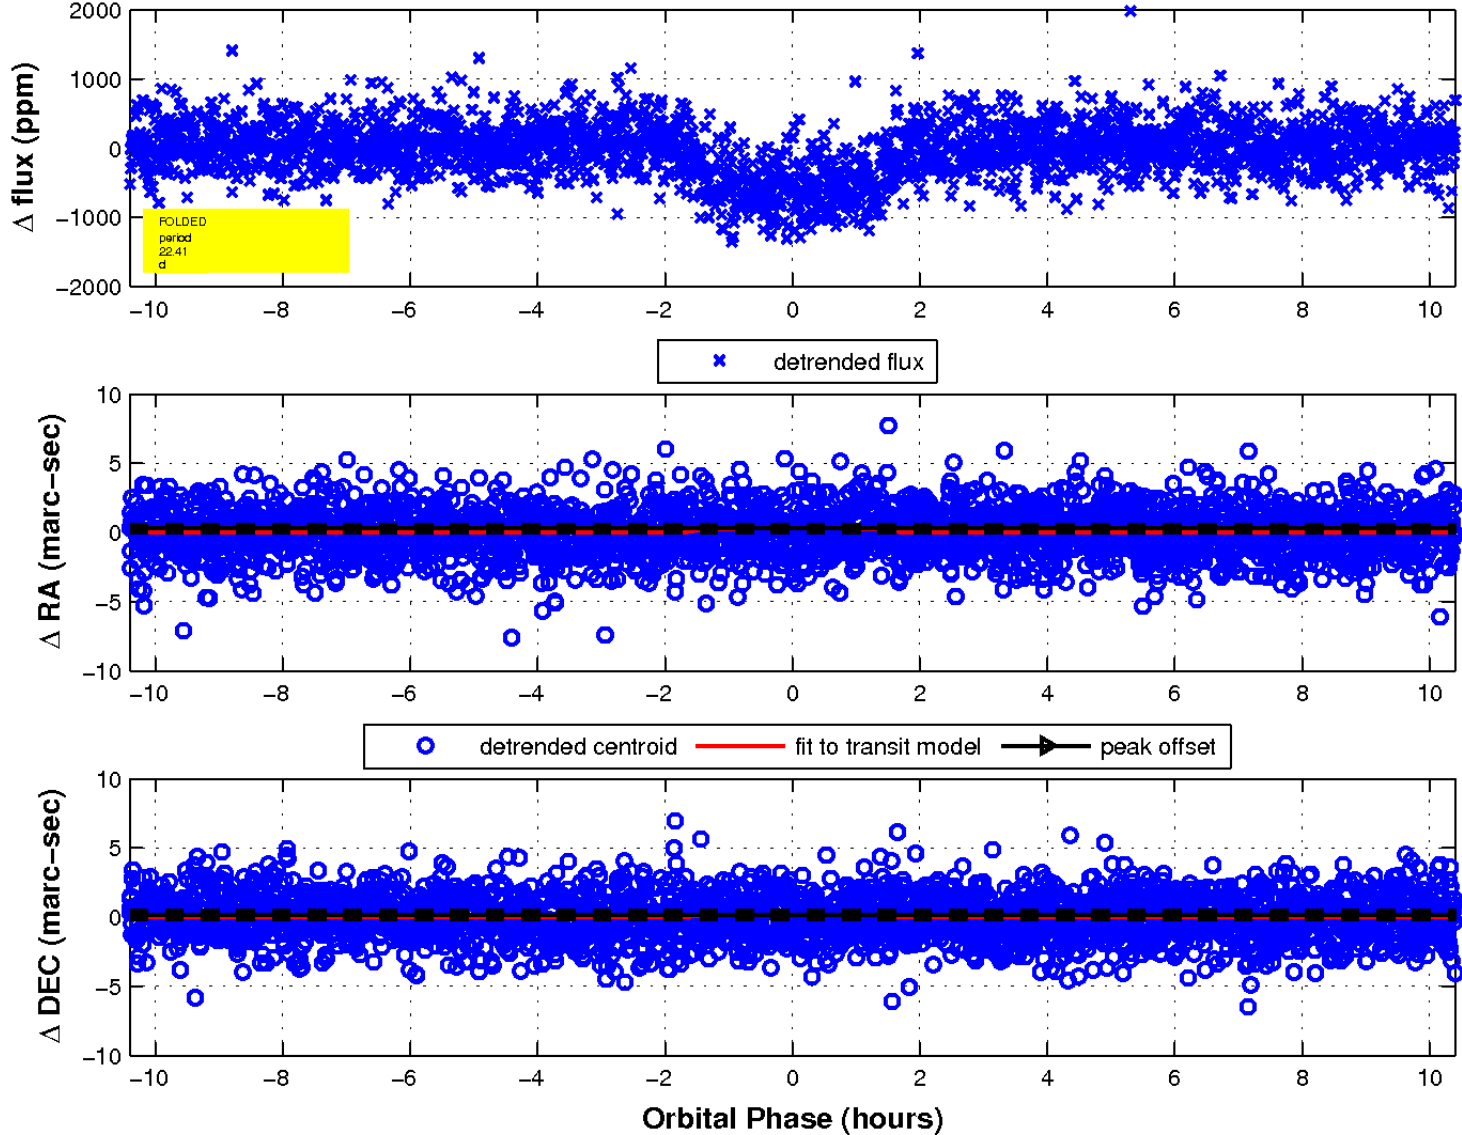 2000
1000
0
−1000
−2000
Δ flux (ppm)
FOLDED
period
22.41
d
−10 −8 −6 −4 −2 0 2 4 6 8 10
detrended flux
10
5
0
−5
−10
Δ RA (marc−sec)
−10 −8 −6 −4 −2 0 2 4 6 8 10
detrended centroid fit to transit model peak offset
10
5
0
−5
−10
Δ DEC (marc−sec)
−10 −8 −6 −4 −2 0 2 4 6 8 10
Orbital Phase (hours)